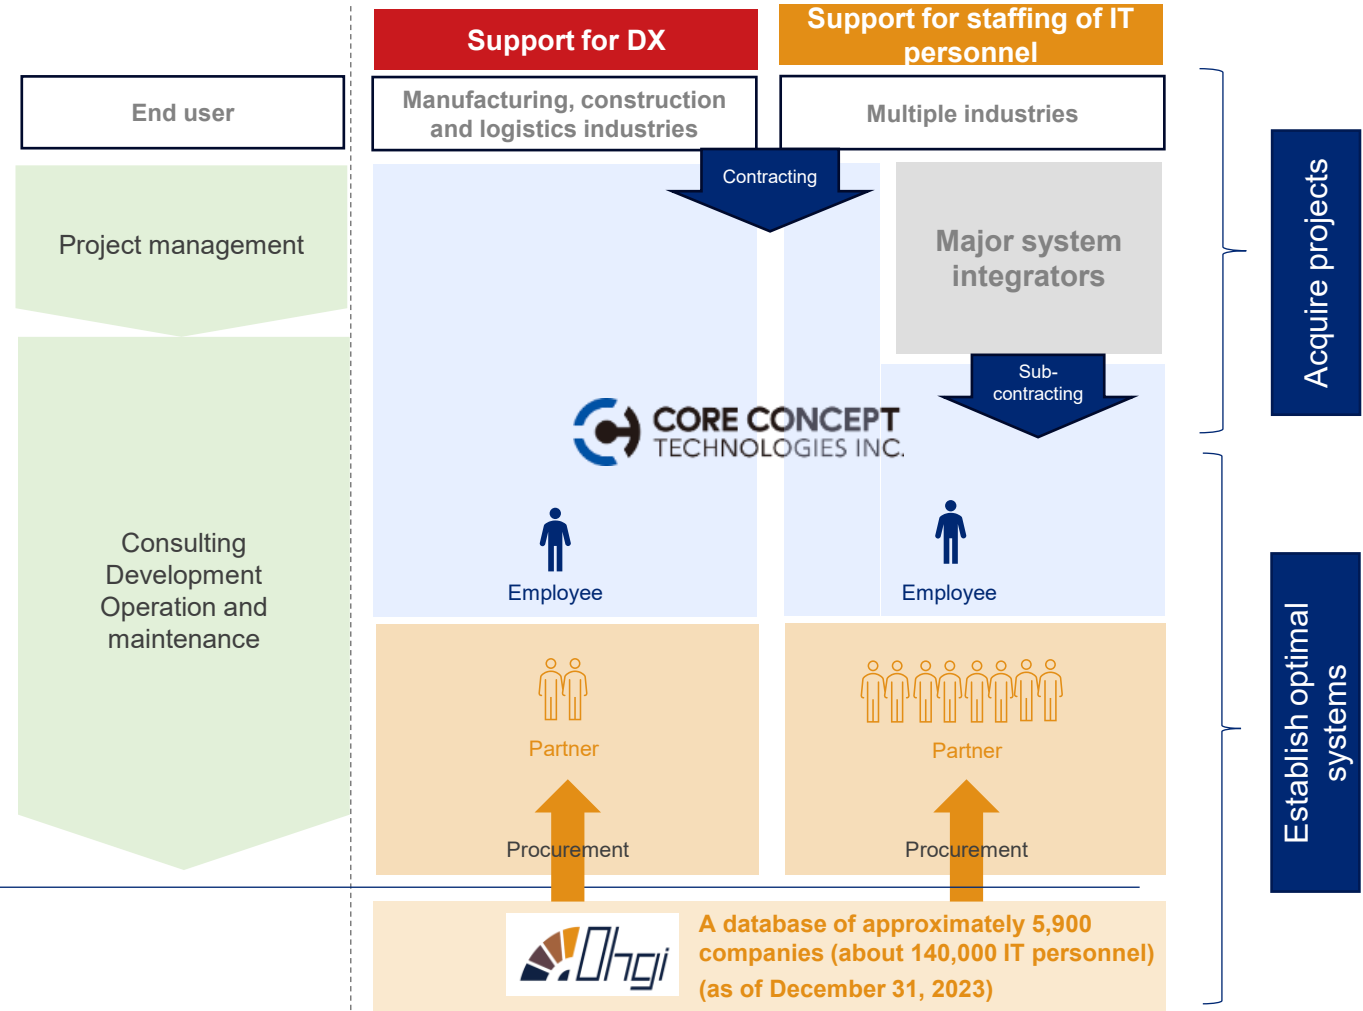 Support for DX
Support for staffing of IT
personnel
End user
Manufacturing, construction
and logistics industries
Multiple industries
Contracting
Project management
Major system
integrators
Acquire projects
Sub-
contracting
CORE CONCEPT
TECHNOLOGIES INC.
Consulting
Development
Operation and
maintenance
Employee
Employee
Establish optimal
systems
Partner
Partner
Procurement
Procurement
Ohgi
A database of approximately 5,900
companies (about 140,000 IT personnel)
(as of December 31, 2023)